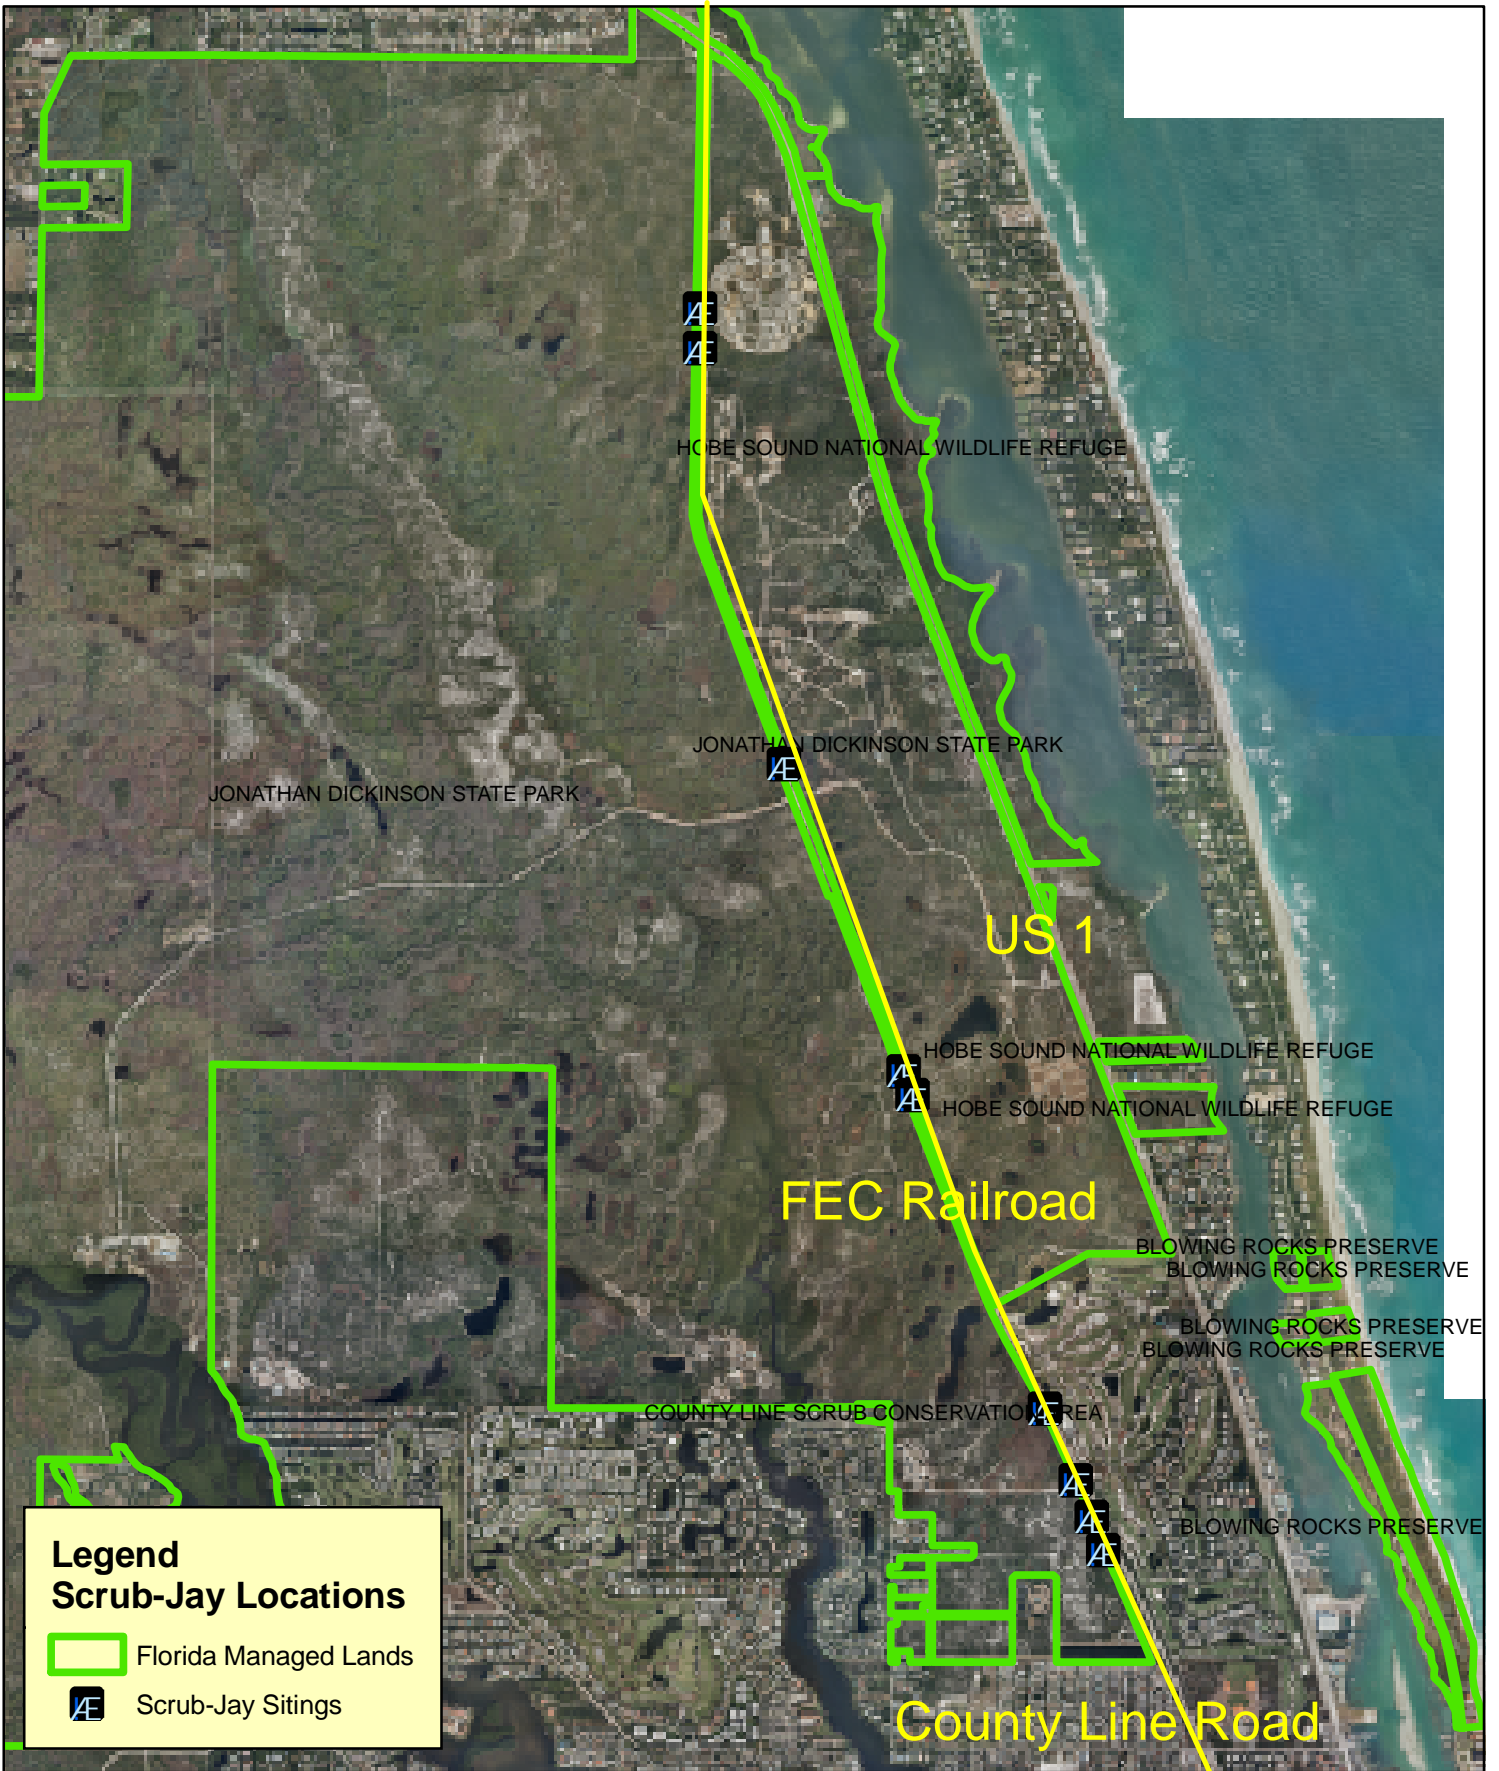 HOBE SOUND NATIONAL WILDLIFE REFUGE
JONATHAN DICKINSON STATE PARK
JONATHAN DICKINSON STATE PARK
US 1
HOBE SOUND NATIONAL WILDLIFE REFUGE
HOBE SOUND NATIONAL WILDLIFE REFUGE
FEC Railroad
BLOWING ROCKS PRESERVE
BLOWING ROCKS PRESERVE
BLOWING ROCKS PRESERVE
BLOWING ROCKS PRESERVE
COUNTY LINE SCRUB CONSERVATION AREA
BLOWING ROCKS PRESERVE
Legend
Scrub-Jay Locations
Florida Managed Lands
Æ Scrub-Jay Sitings
County Line Road